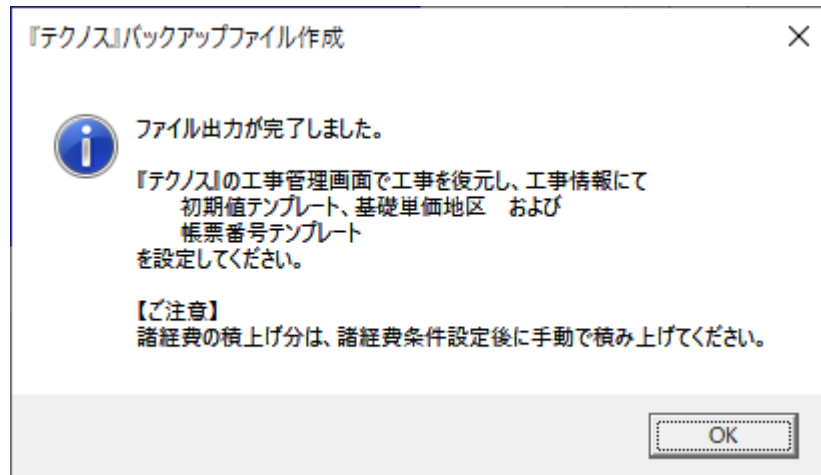 『テクノス』バックアップファイル作成
ファイル出力が完了しました。
『テクノス』の工事管理画面で工事を復元し、工事情報にて
初期値テンプレート、基礎単価地区　および
帳票番号テンプレート
を設定してください。
【ご注意】
諸経費の積上げ分は、諸経費条件設定後に手動で積み上げてください。
OK